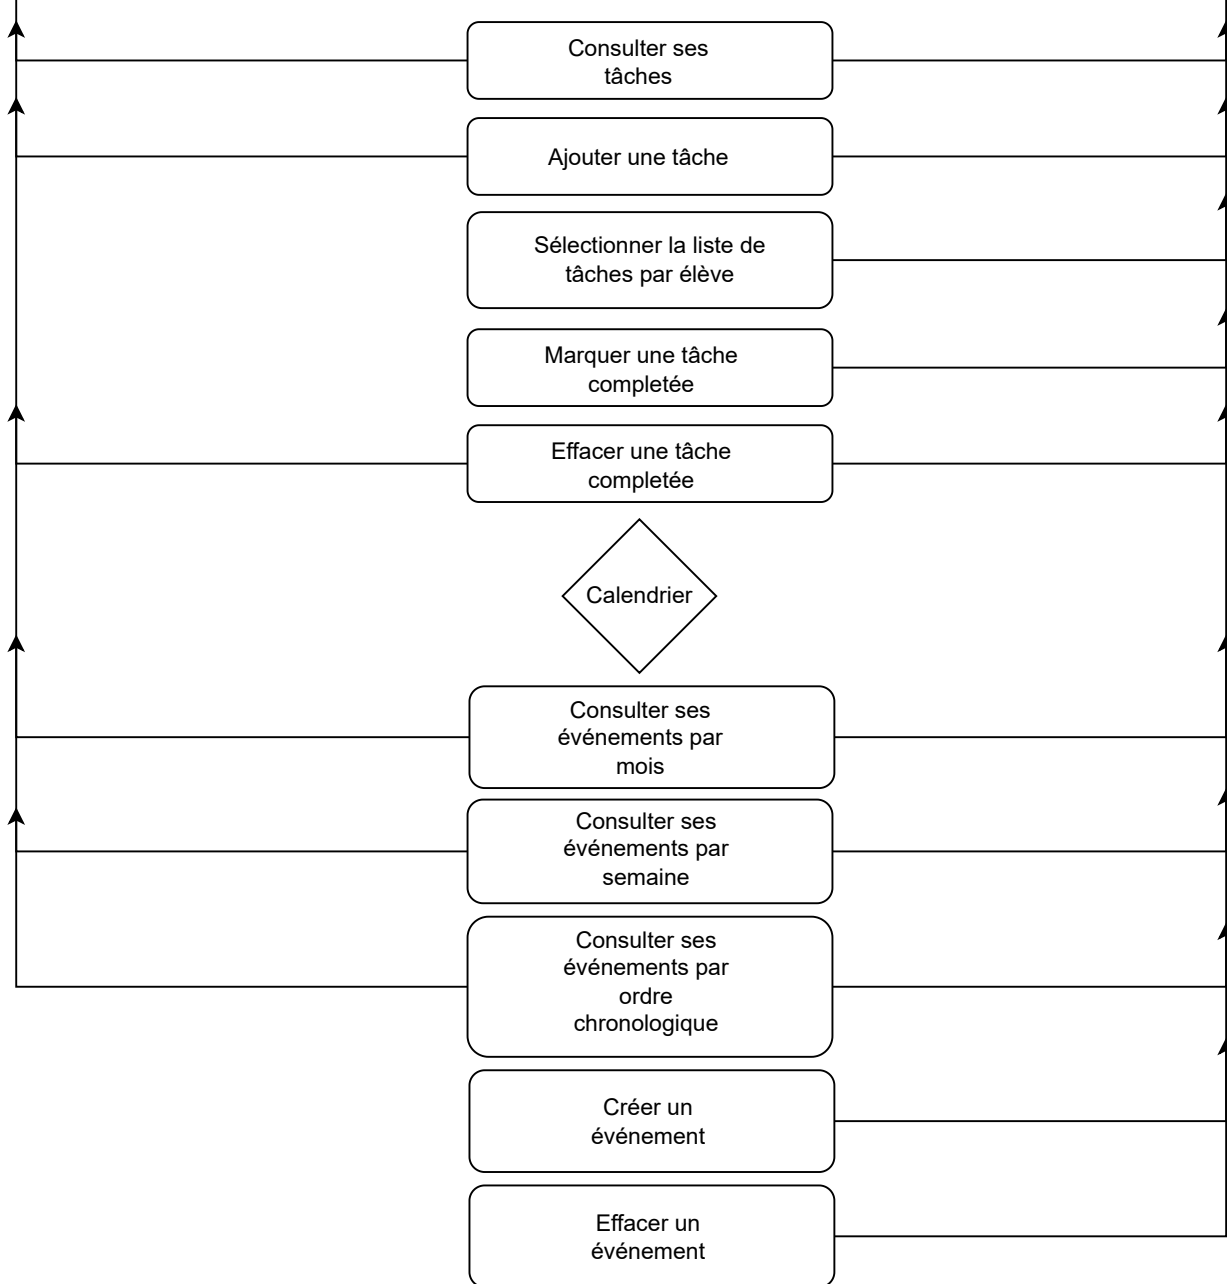 Consulter ses
tâches
Ajouter une tâche
Sélectionner la liste de
tâches par élève
Marquer une tâche
completée
Effacer une tâche
completée
Calendrier
Consulter ses
événements par
mois
Consulter ses
événements par
semaine
Consulter ses
événements par
ordre
chronologique
Créer un
événement
Effacer un
événement